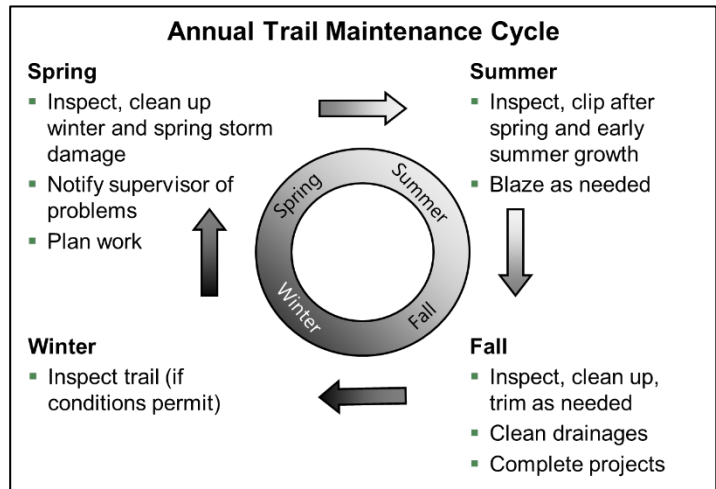 Annual Trail Maintenance Cycle
Spring
▪ Inspect, clean up
winter and spring storm
damage
▪ Notify supervisor of
problems
▪ Plan work
Summer
▪ Inspect, clip after
spring and early
summer growth
▪ Blaze as needed
Spring
Summer
Winter
Fall
Winter
▪ Inspect trail (if
conditions permit)
Fall
▪ Inspect, clean up,
trim as needed
▪ Clean drainages
▪ Complete projects